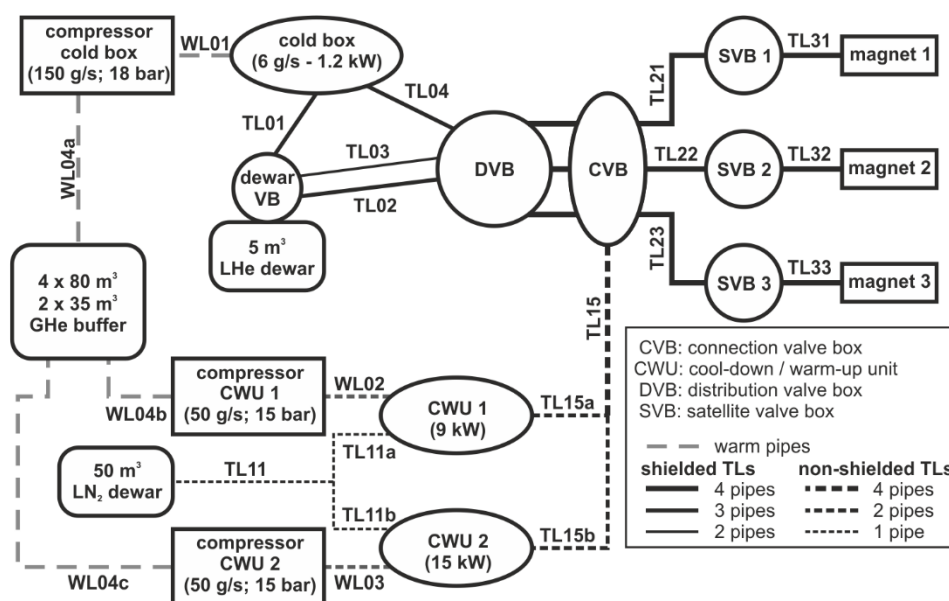 compressor
cold box
(150 g/s; 18 bar)
WL01
cold box
(6 g/s - 1.2 kW)
TL01
TL04
TL03
TL02
dewar
VB
5 m³
LHe dewar
DVB
CVB
TL21
TL22
TL23
SVB 1
SVB 2
SVB 3
TL31
TL32
TL33
magnet 1
magnet 2
magnet 3
WL04a
4 x 80 m³
2 x 35 m³
GHe buffer
WL04b
compressor
CWU 1
(50 g/s; 15 bar)
WL02
CWU 1
(9 kW)
TL15a
TL15
50 m³
LN₂ dewar
TL11
TL11a
TL11b
WL04c
compressor
CWU 2
(50 g/s; 15 bar)
WL03
CWU 2
(15 kW)
TL15b
CVB: connection valve box
CWU: cool-down / warm-up unit
DVB: distribution valve box
SVB: satellite valve box
warm pipes
shielded TLs non-shielded TLs
4 pipes 4 pipes
3 pipes 2 pipes
2 pipes 1 pipe